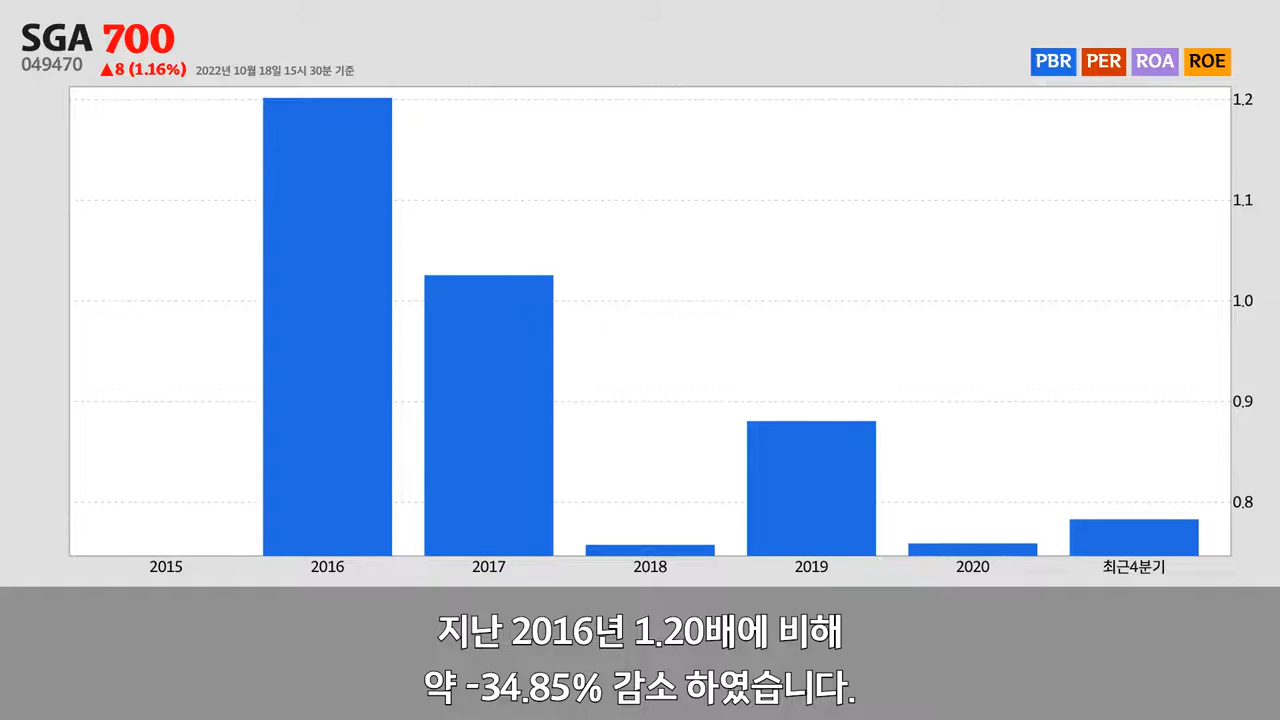 SGA 700
049470 ▲8 (1.16%) 2022년 10월 18일 15시 30분 기준
PBR PER ROA ROE
1.2
1.1
1.0
0.9
0.8
2015 2016 2017 2018 2019 2020 최근4분기
지난 2016년 1.20배에 비해
약 -34.85% 감소 하였습니다.